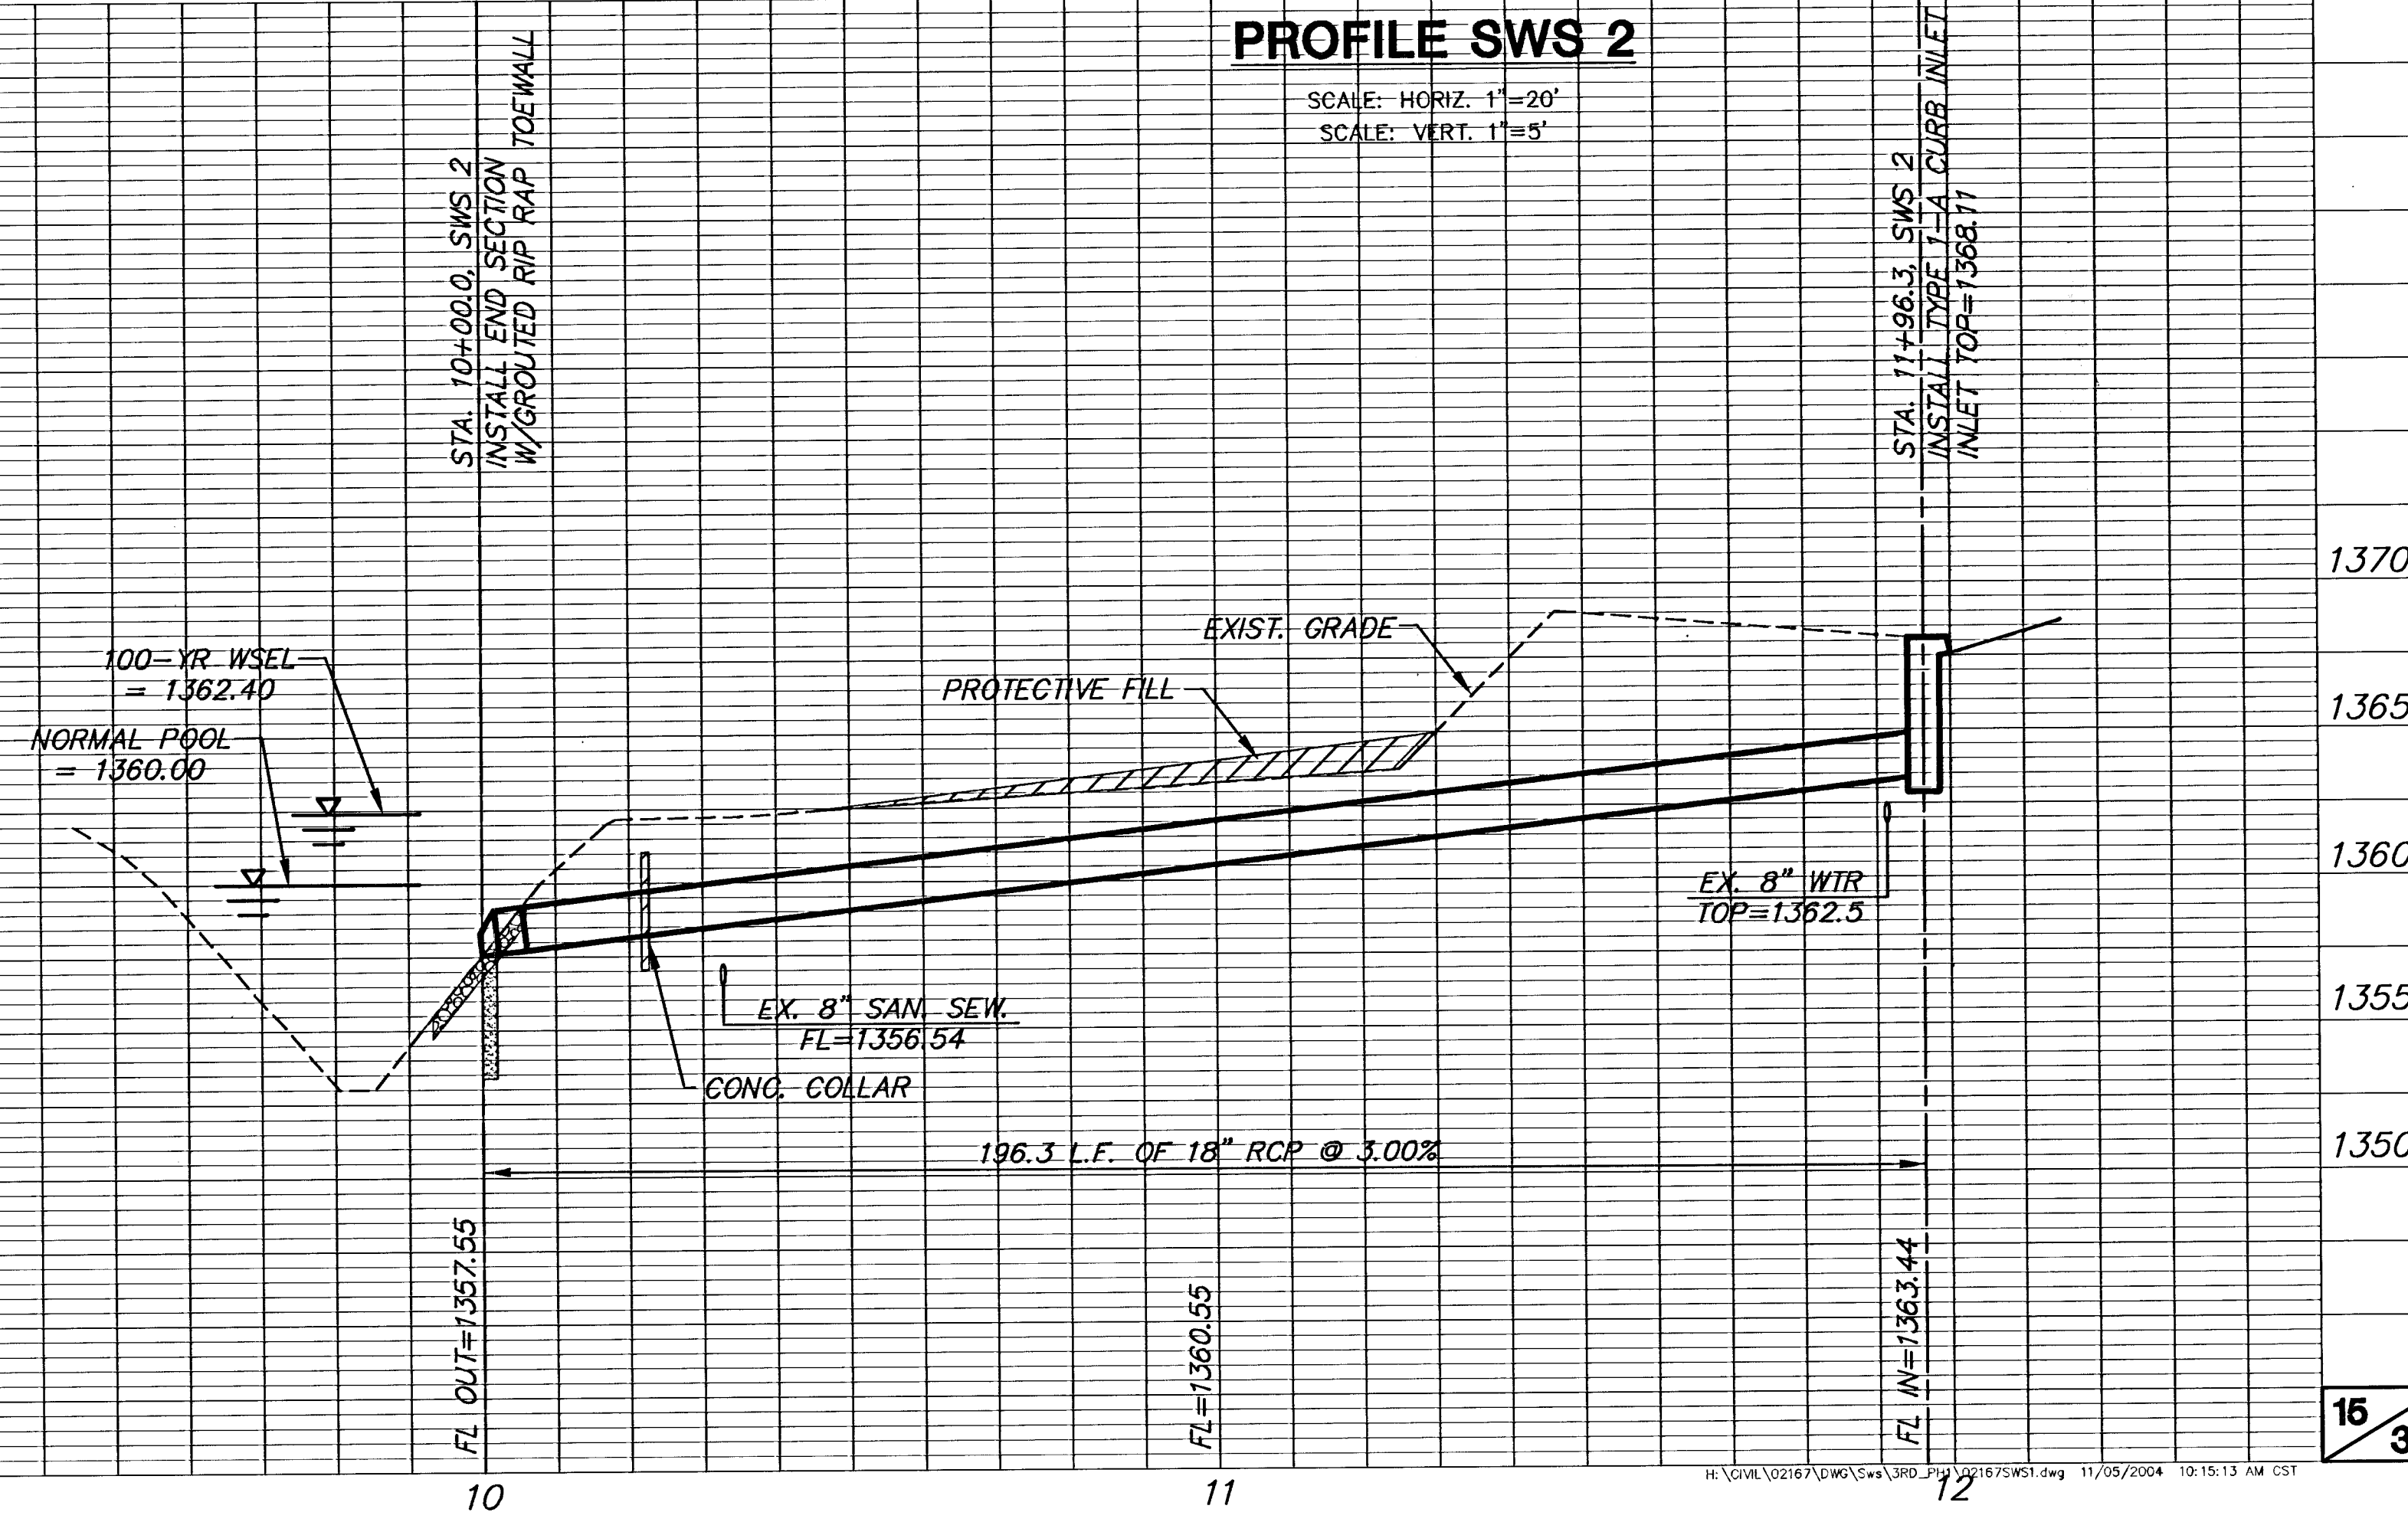 PROFILE SWS 2
SCALE: HORIZ. 1"=20'
SCALE: VERT. 1"=5'
STA. 10+00.0, SWS 2
INSTALL END SECTION
W/GROUTED RIP RAP TOEWALL
STA. 11+96.3, SWS 2
INSTALL TYPE 1-A CURB INLET
INLET TOP=1368.11
1370
EXIST. GRADE
100-YR WSEL
= 1362.40
PROTECTIVE FILL
1365
NORMAL POOL
= 1360.00
1360
EX. 8" WTR
TOP=1362.5
1355
EX. 8" SAN. SEW.
FL=1356.54
CONC. COLLAR
1350
196.3 L.F. OF 18" RCP @ 3.00%
FL OUT=1357.55
FL=1360.55
FL IN=1363.44
15
3
H:\CIVIL\02167\DWG\Sws\3RD_PH1\02167SWS1.dwg 11/05/2004 10:15:13 AM CST
10
11
12